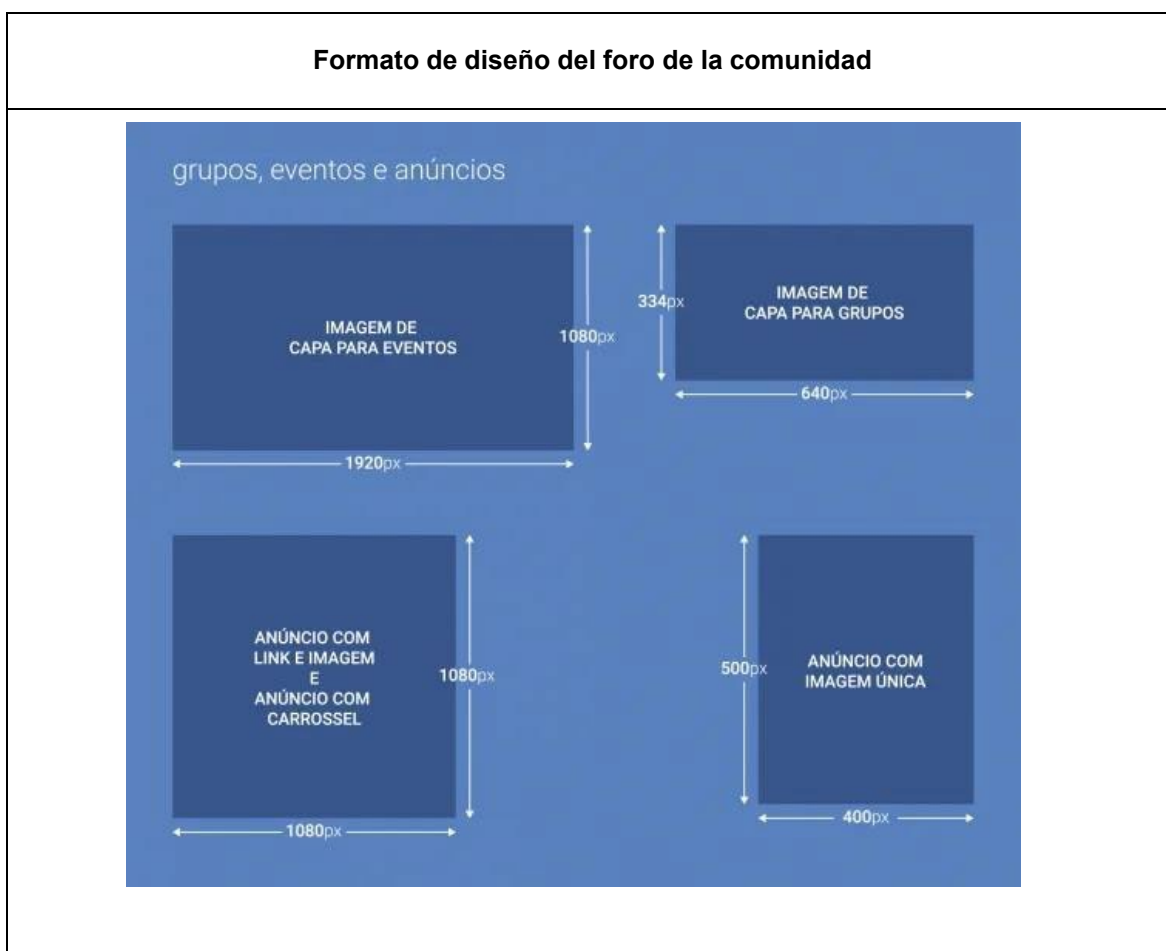 Formato de diseño del foro de la comunidad
grupos, eventos e anúncios
IMAGEM DE
CAPA PARA EVENTOS
1080px
1920px
IMAGEM DE
CAPA PARA GRUPOS
334px
640px
ANÚNCIO COM
LINK E IMAGEM
E
ANÚNCIO COM
CARROSSEL
1080px
1080px
ANÚNCIO COM
IMAGEM ÚNICA
500px
400px